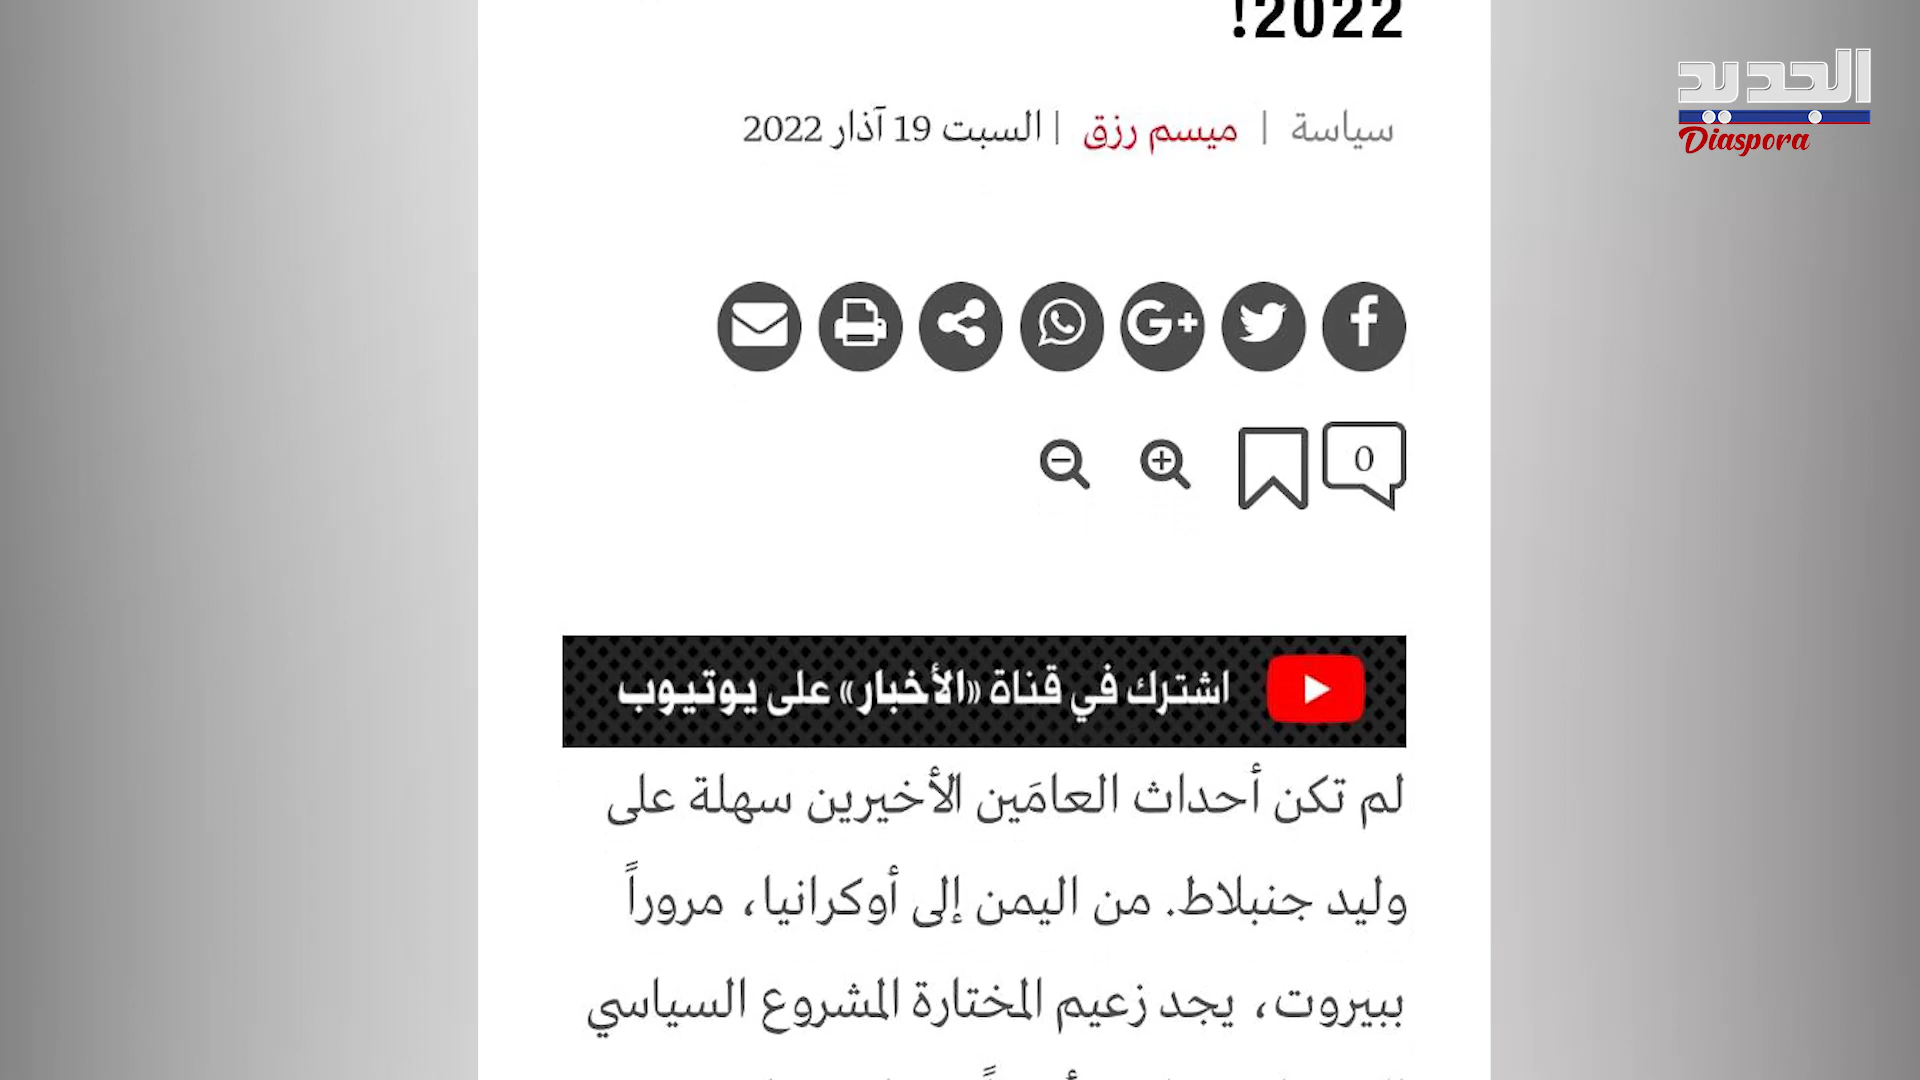 2022!
الجديد
Diaspora
سياسة | ميسم رزق | السبت 19 آذار 2022
G+
0
اشترك في قناة «الأخبار» على يوتيوب
لم تكن أحداث العامَين الأخيرين سهلة على
وليد جنبلاط. من اليمن إلى أوكرانيا، مروراً
ببيروت، يجد زعيم المختارة المشروع السياسي